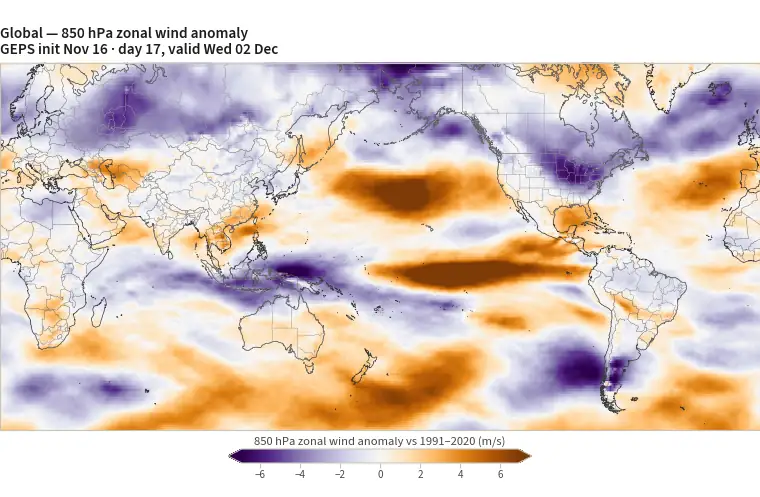 Global — 850 hPa zonal wind anomaly
GEPS init Nov 16 · day 17, valid Wed 02 Dec
850 hPa zonal wind anomaly vs 1991–2020 (m/s)
−6 −4 −2 0 2 4 6